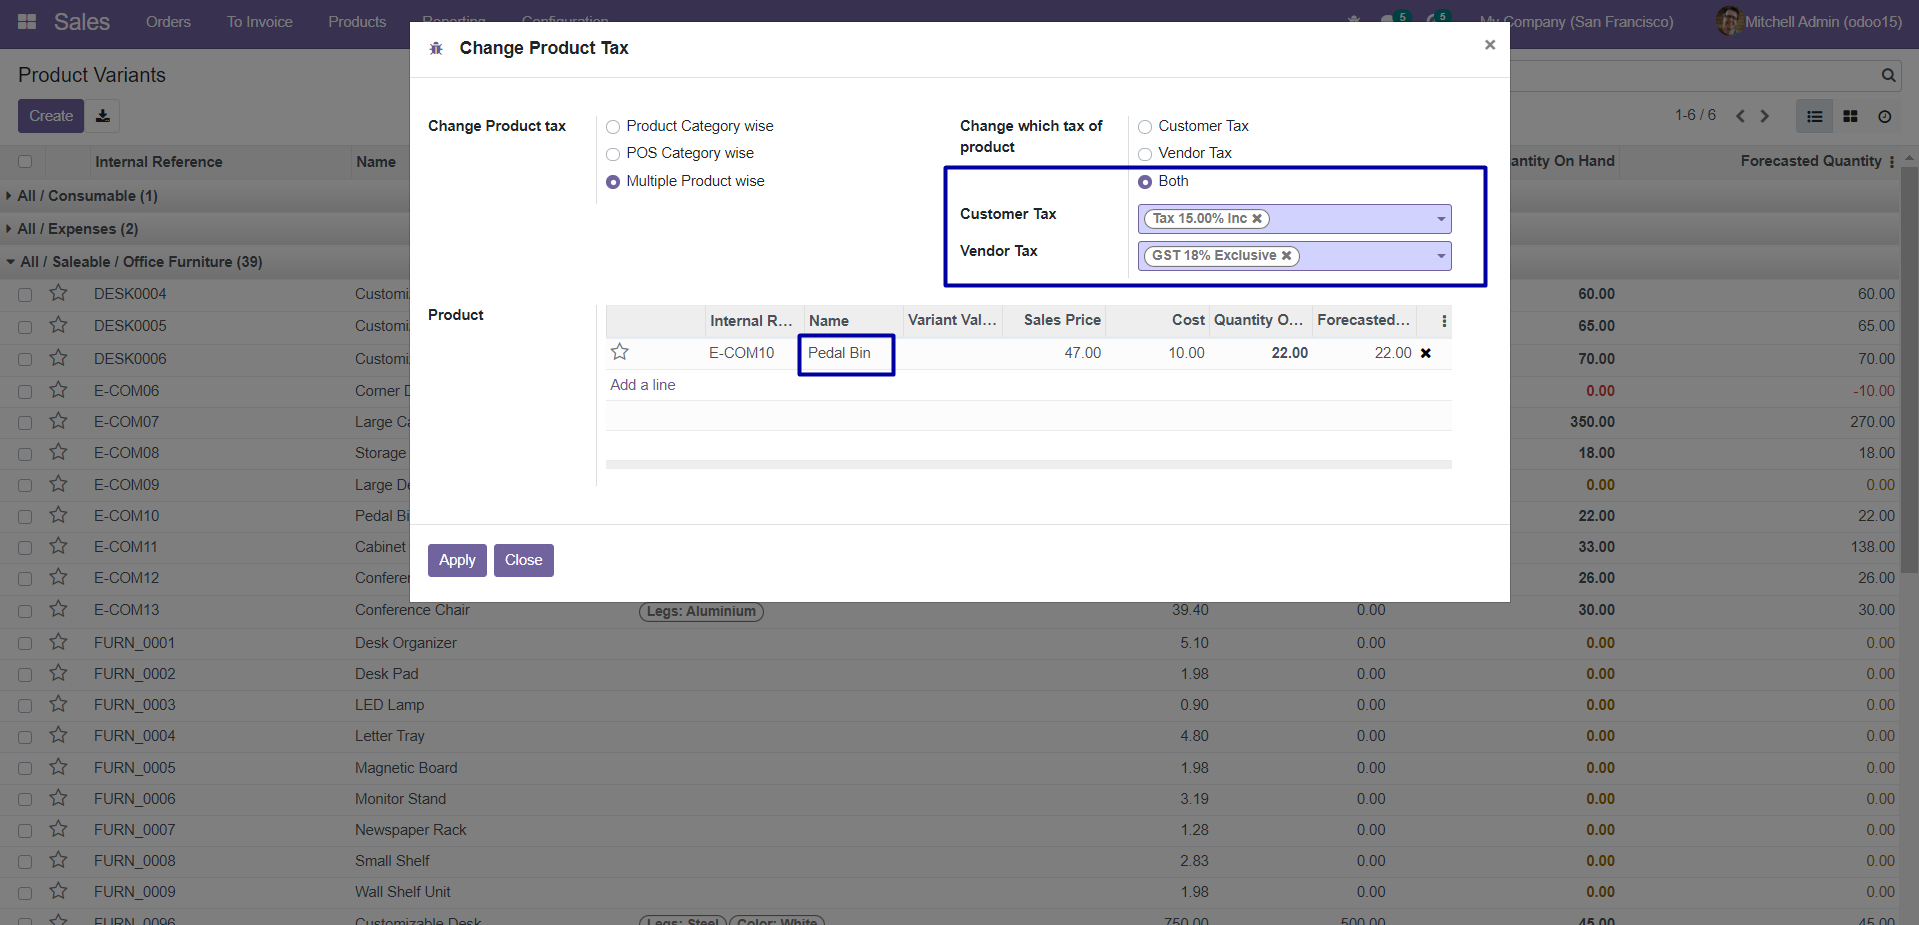 Sales Orders To Invoice Products Reporting Configuration 5 5 My Company (San Francisco) Mitchell Admin (odoo15)
Change Product Tax ×
Product Variants
Create
1-6 / 6
Change Product tax
Product Category wise
POS Category wise
Multiple Product wise
Change which tax of
product
Customer Tax
Vendor Tax
Both
Customer Tax Tax 15.00% Inc ✖
Vendor Tax GST 18% Exclusive ✖
Product
Internal R... Name Variant Val... Sales Price Cost Quantity O... Forecasted...
E-COM10 Pedal Bin 47.00 10.00 22.00 22.00 ✖
Add a line
Apply Close
Internal Reference Name antity On Hand Forecasted Quantity
All / Consumable (1)
All / Expenses (2)
All / Saleable / Office Furniture (39)
DESK0004 Customi 60.00 60.00
DESK0005 Customi 65.00 65.00
DESK0006 Customi 70.00 70.00
E-COM06 Corner D 0.00 -10.00
E-COM07 Large Ca 350.00 270.00
E-COM08 Storage 18.00 18.00
E-COM09 Large De 0.00 0.00
E-COM10 Pedal Bi 22.00 22.00
E-COM11 Cabinet 33.00 138.00
E-COM12 Conferen 26.00 26.00
E-COM13 Conference Chair Legs: Aluminium 39.40 0.00 30.00 30.00
FURN_0001 Desk Organizer 5.10 0.00 0.00 0.00
FURN_0002 Desk Pad 1.98 0.00 0.00 0.00
FURN_0003 LED Lamp 0.90 0.00 0.00 0.00
FURN_0004 Letter Tray 4.80 0.00 0.00 0.00
FURN_0005 Magnetic Board 1.98 0.00 0.00 0.00
FURN_0006 Monitor Stand 3.19 0.00 0.00 0.00
FURN_0007 Newspaper Rack 1.28 0.00 0.00 0.00
FURN_0008 Small Shelf 2.83 0.00 0.00 0.00
FURN_0009 Wall Shelf Unit 1.98 0.00 0.00 0.00
FURN_0096 Customizable Desk Legs: Steel Color: White 750.00 500.00 45.00 45.00